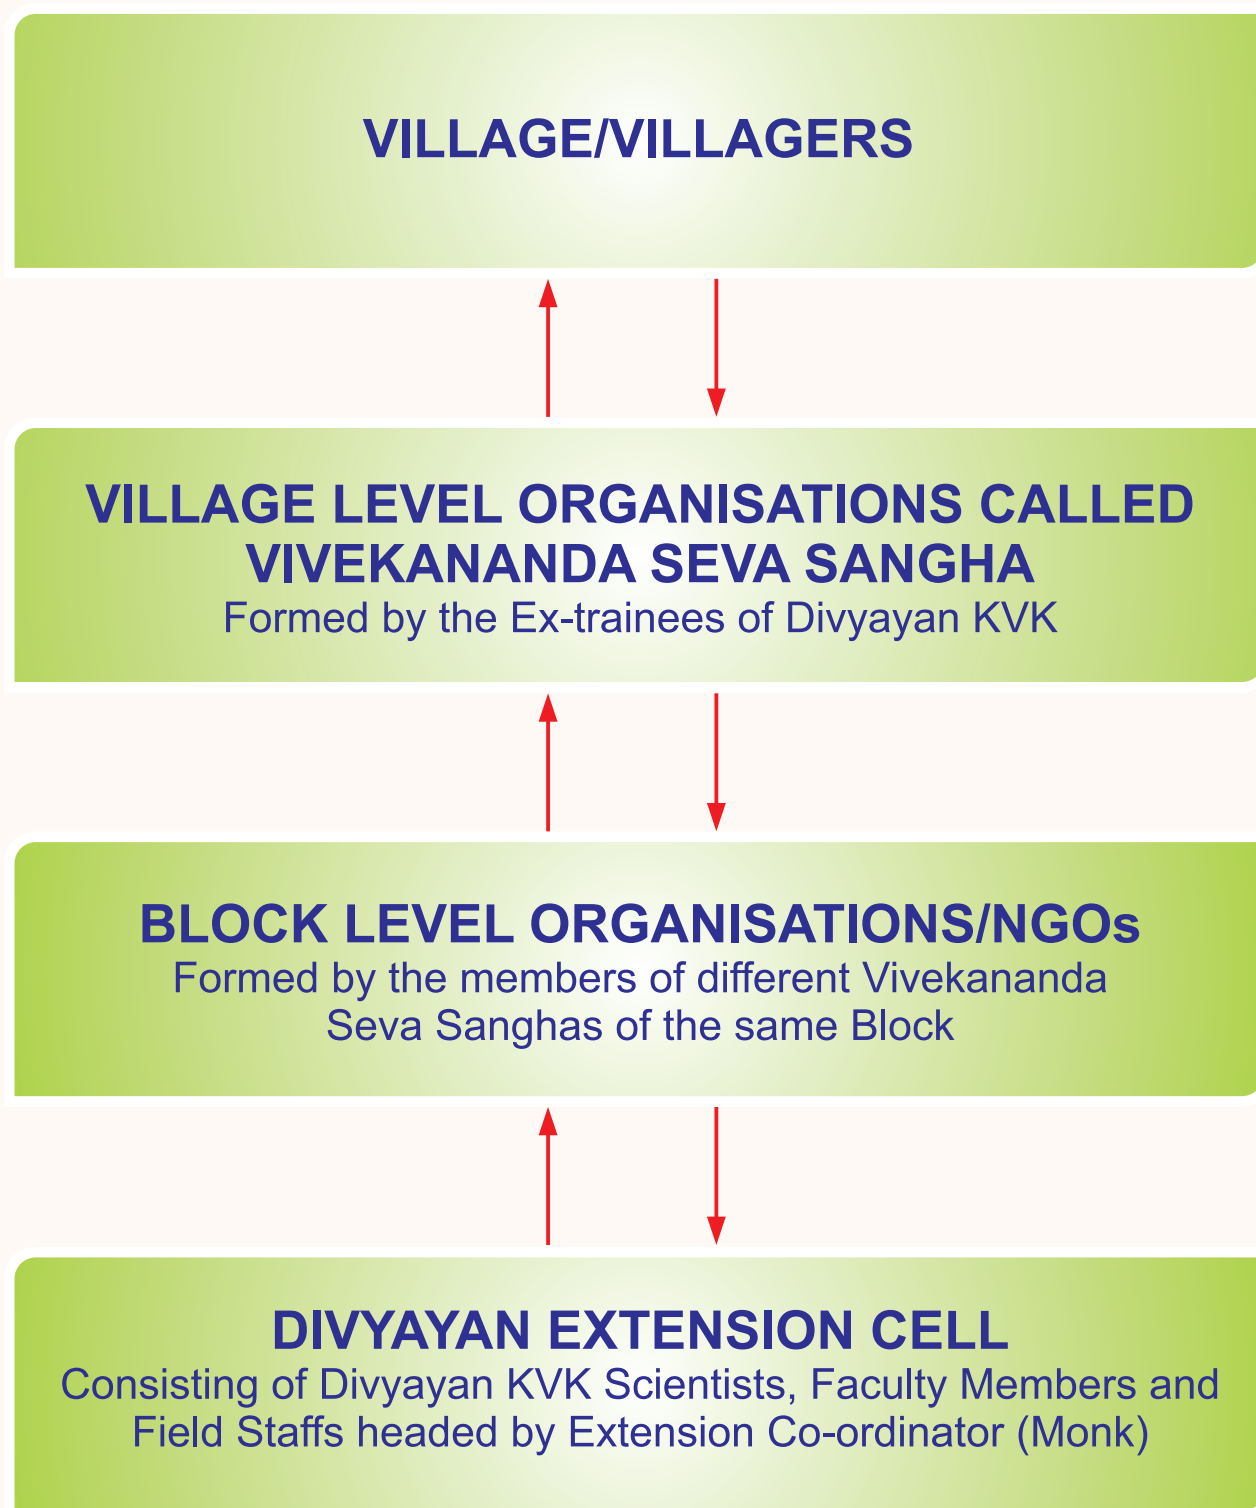 VILLAGE/VILLAGERS
VILLAGE LEVEL ORGANISATIONS CALLED
VIVEKANANDA SEVA SANGHA
Formed by the Ex-trainees of Divyayan KVK
BLOCK LEVEL ORGANISATIONS/NGOs
Formed by the members of different Vivekananda
Seva Sanghas of the same Block
DIVYAYAN EXTENSION CELL
Consisting of Divyayan KVK Scientists, Faculty Members and
Field Staffs headed by Extension Co-ordinator (Monk)